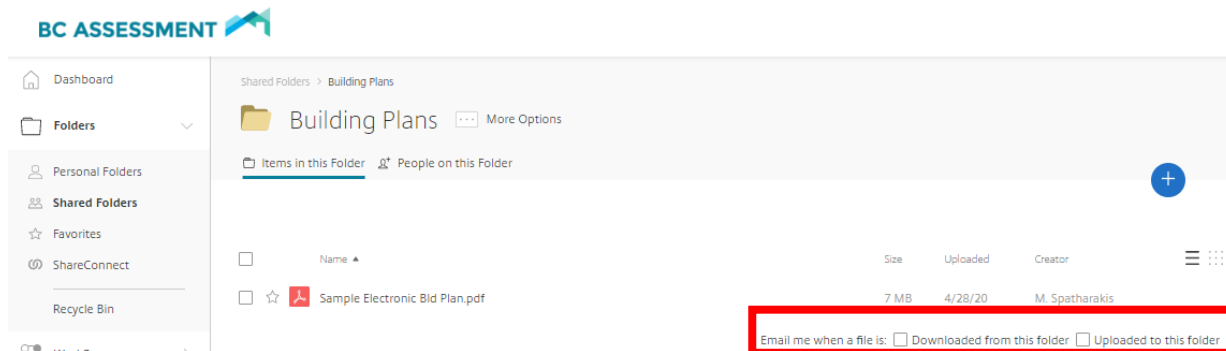 BC ASSESSMENT
Dashboard
Folders
Personal Folders
Shared Folders
Favorites
ShareConnect
Recycle Bin
Shared Folders > Building Plans
Building Plans ··· More Options
Items in this Folder People on this Folder
+
Name ▲ Size Uploaded Creator
Sample Electronic Bld Plan.pdf 7 MB 4/28/20 M. Spatharakis
Email me when a file is: Downloaded from this folder Uploaded to this folder